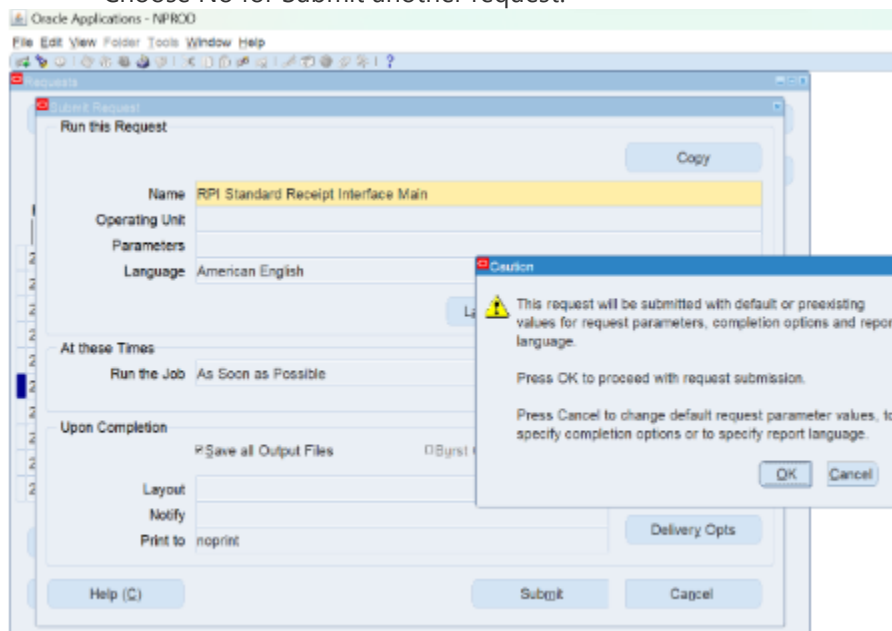 Choose No for Submit another request.
Oracle Applications - NPROD
File Edit View Folder Tools Window Help
Requests
Submit Request
Run this Request
Copy
Name RPI Standard Receipt Interface Main
Operating Unit
Parameters
Language American English
Caution
This request will be submitted with default or preexisting
values for request parameters, completion options and repor
language.
Press OK to proceed with request submission.
Press Cancel to change default request parameter values, to
specify completion options or to specify report language.
OK Cancel
At these Times
Run the Job As Soon as Possible
Upon Completion
Save all Output Files
Layout
Notify
Print to noprint
Delivery Opts
Help (C)
Submit
Cancel